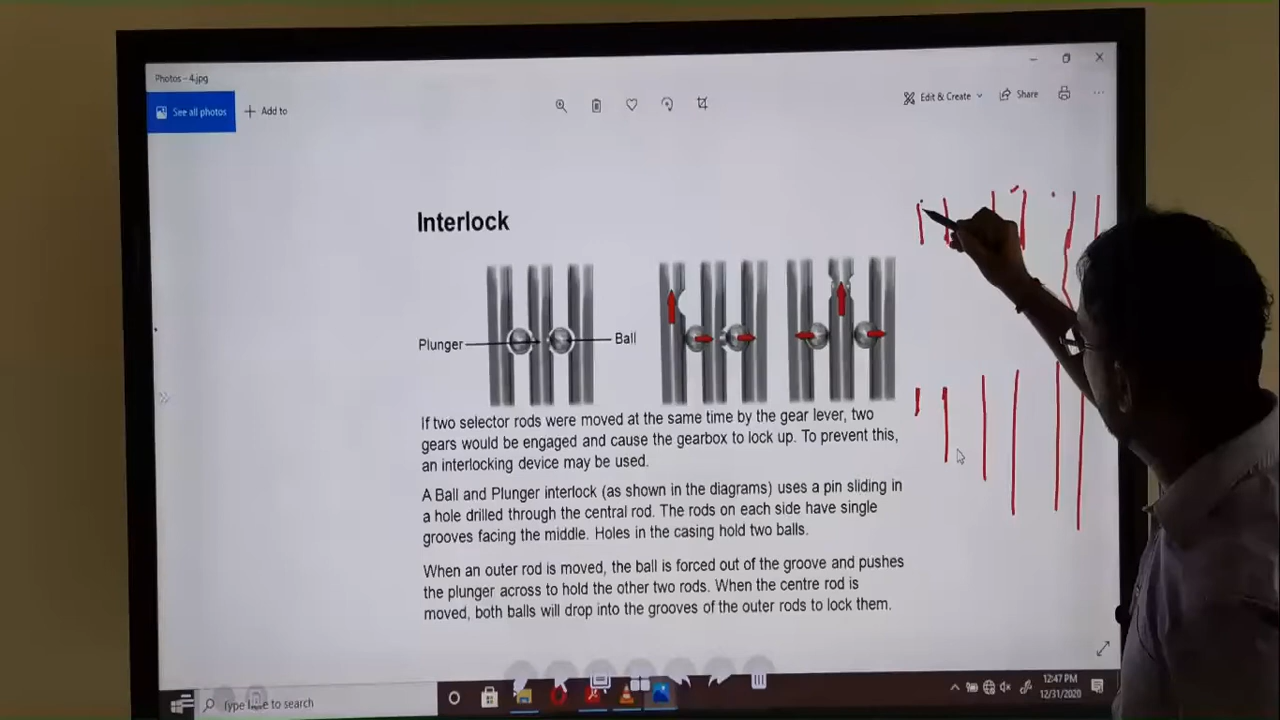 Photos - 4.jpg
See all photos
Add to
Edit & Create
Share
Interlock
Plunger
Ball
If two selector rods were moved at the same time by the gear lever, two
gears would be engaged and cause the gearbox to lock up. To prevent this,
an interlocking device may be used.
A Ball and Plunger interlock (as shown in the diagrams) uses a pin sliding in
a hole drilled through the central rod. The rods on each side have single
grooves facing the middle. Holes in the casing hold two balls.
When an outer rod is moved, the ball is forced out of the groove and pushes
the plunger across to hold the other two rods. When the centre rod is
moved, both balls will drop into the grooves of the outer rods to lock them.
Type here to search
12:47 PM
12/31/2020